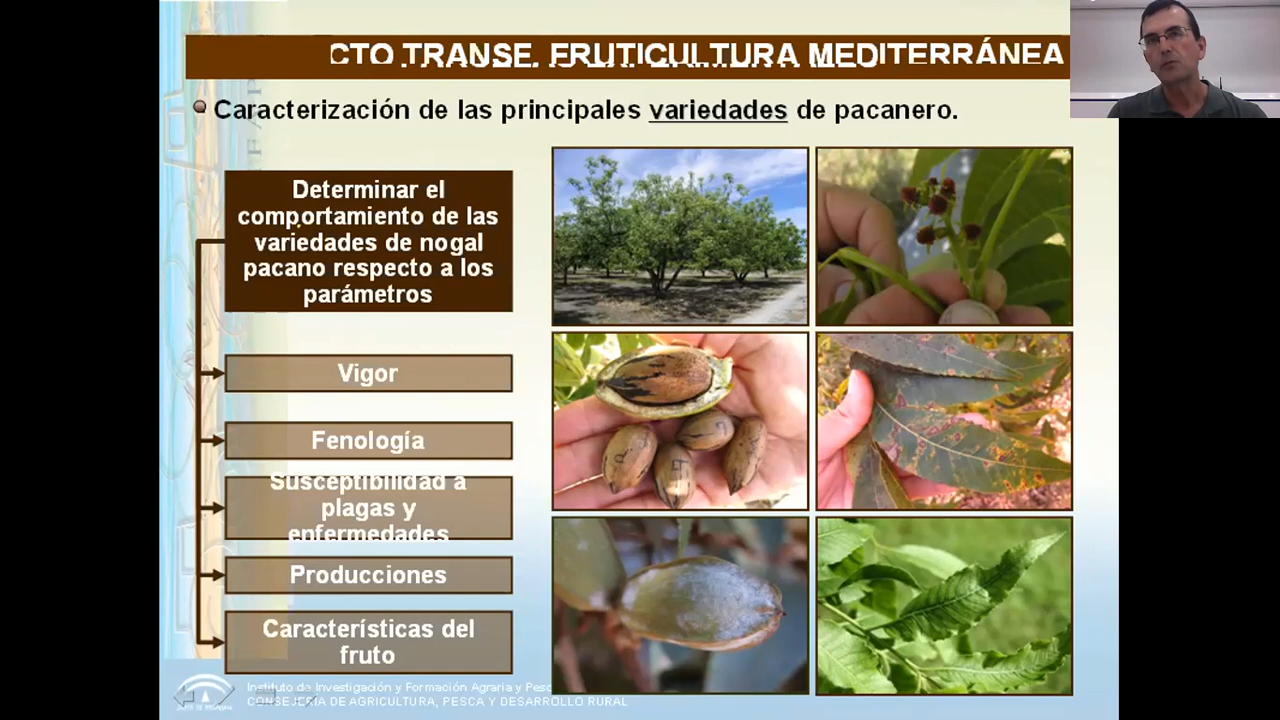 CTO TRANSF. FRUTICULTURA MEDITERRÁNEA
Caracterización de las principales variedades de pacanero.
Determinar el
comportamiento de las
variedades de nogal
pacano respecto a los
parámetros
Vigor
Fenología
Susceptibilidad a
plagas y
enfermedades
Producciones
Características del
fruto
Instituto de Investigación y Formación Agraria y Pesq
CONSEJERÍA DE AGRICULTURA, PESCA Y DESARROLLO RURAL